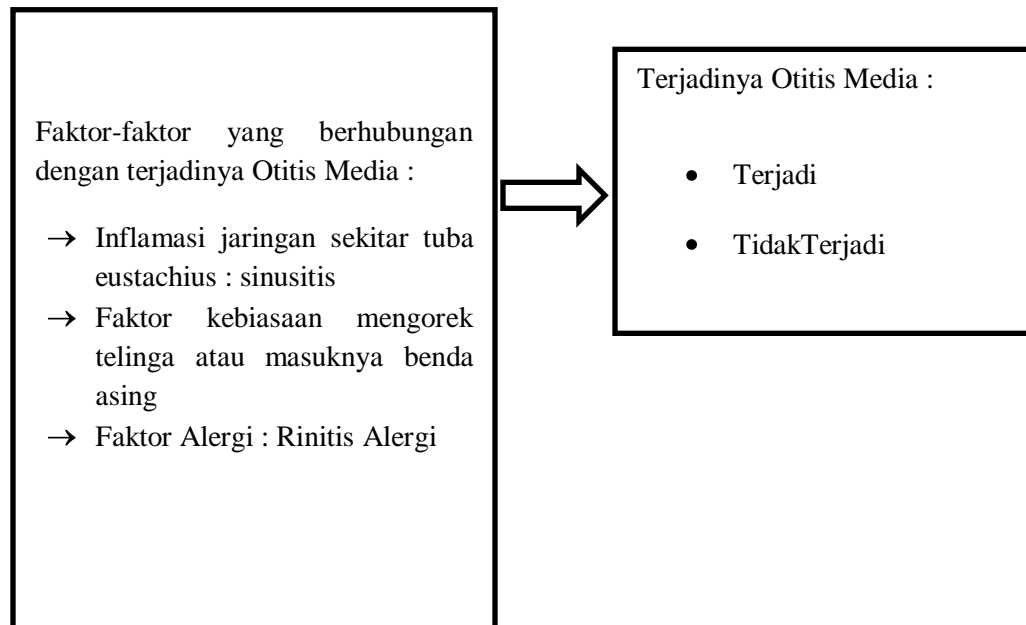 Faktor-faktor yang berhubungan
dengan terjadinya Otitis Media :
→ Inflamasi jaringan sekitar tuba
eustachius : sinusitis
→ Faktor kebiasaan mengorek
telinga atau masuknya benda
asing
→ Faktor Alergi : Rinitis Alergi
Terjadinya Otitis Media :
• Terjadi
• TidakTerjadi